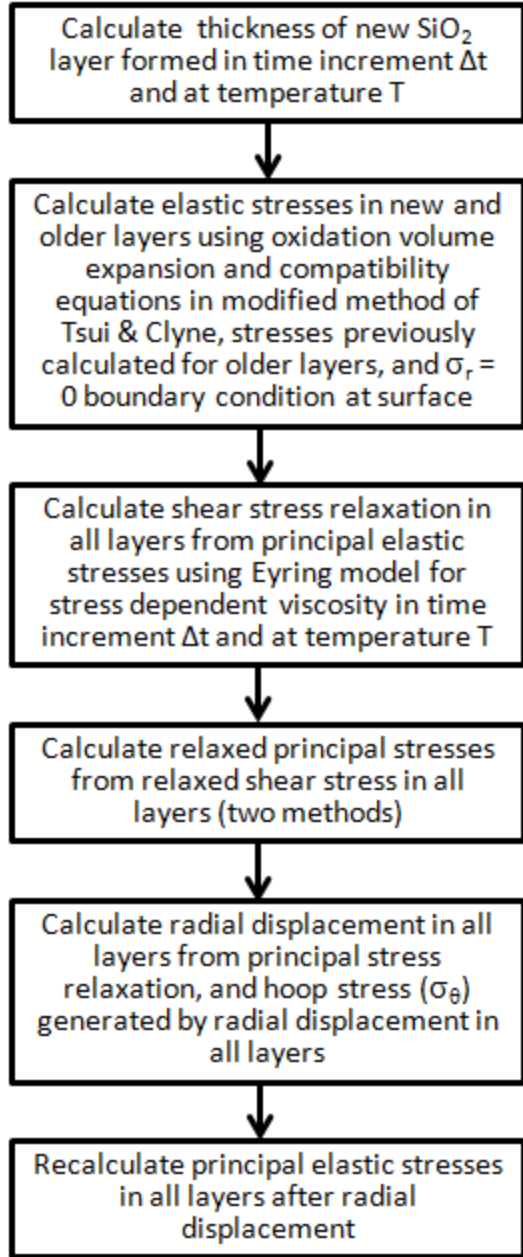 Calculate thickness of new SiO₂
layer formed in time increment Δt
and at temperature T
Calculate elastic stresses in new and
older layers using oxidation volume
expansion and compatibility
equations in modified method of
Tsui & Clyne, stresses previously
calculated for older layers, and σᵣ =
0 boundary condition at surface
Calculate shear stress relaxation in
all layers from principal elastic
stresses using Eyring model for
stress dependent viscosity in time
increment Δt and at temperature T
Calculate relaxed principal stresses
from relaxed shear stress in all
layers (two methods)
Calculate radial displacement in all
layers from principal stress
relaxation, and hoop stress (σ_θ)
generated by radial displacement in
all layers
Recalculate principal elastic stresses
in all layers after radial
displacement